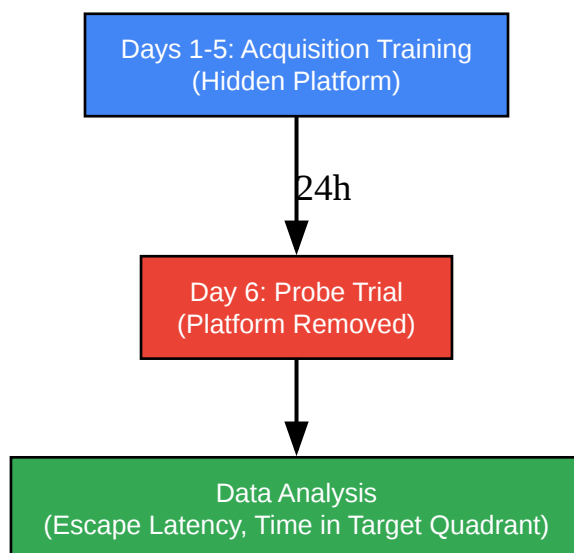 Days 1-5: Acquisition Training
(Hidden Platform)
24h
Day 6: Probe Trial
(Platform Removed)
Data Analysis
(Escape Latency, Time in Target Quadrant)